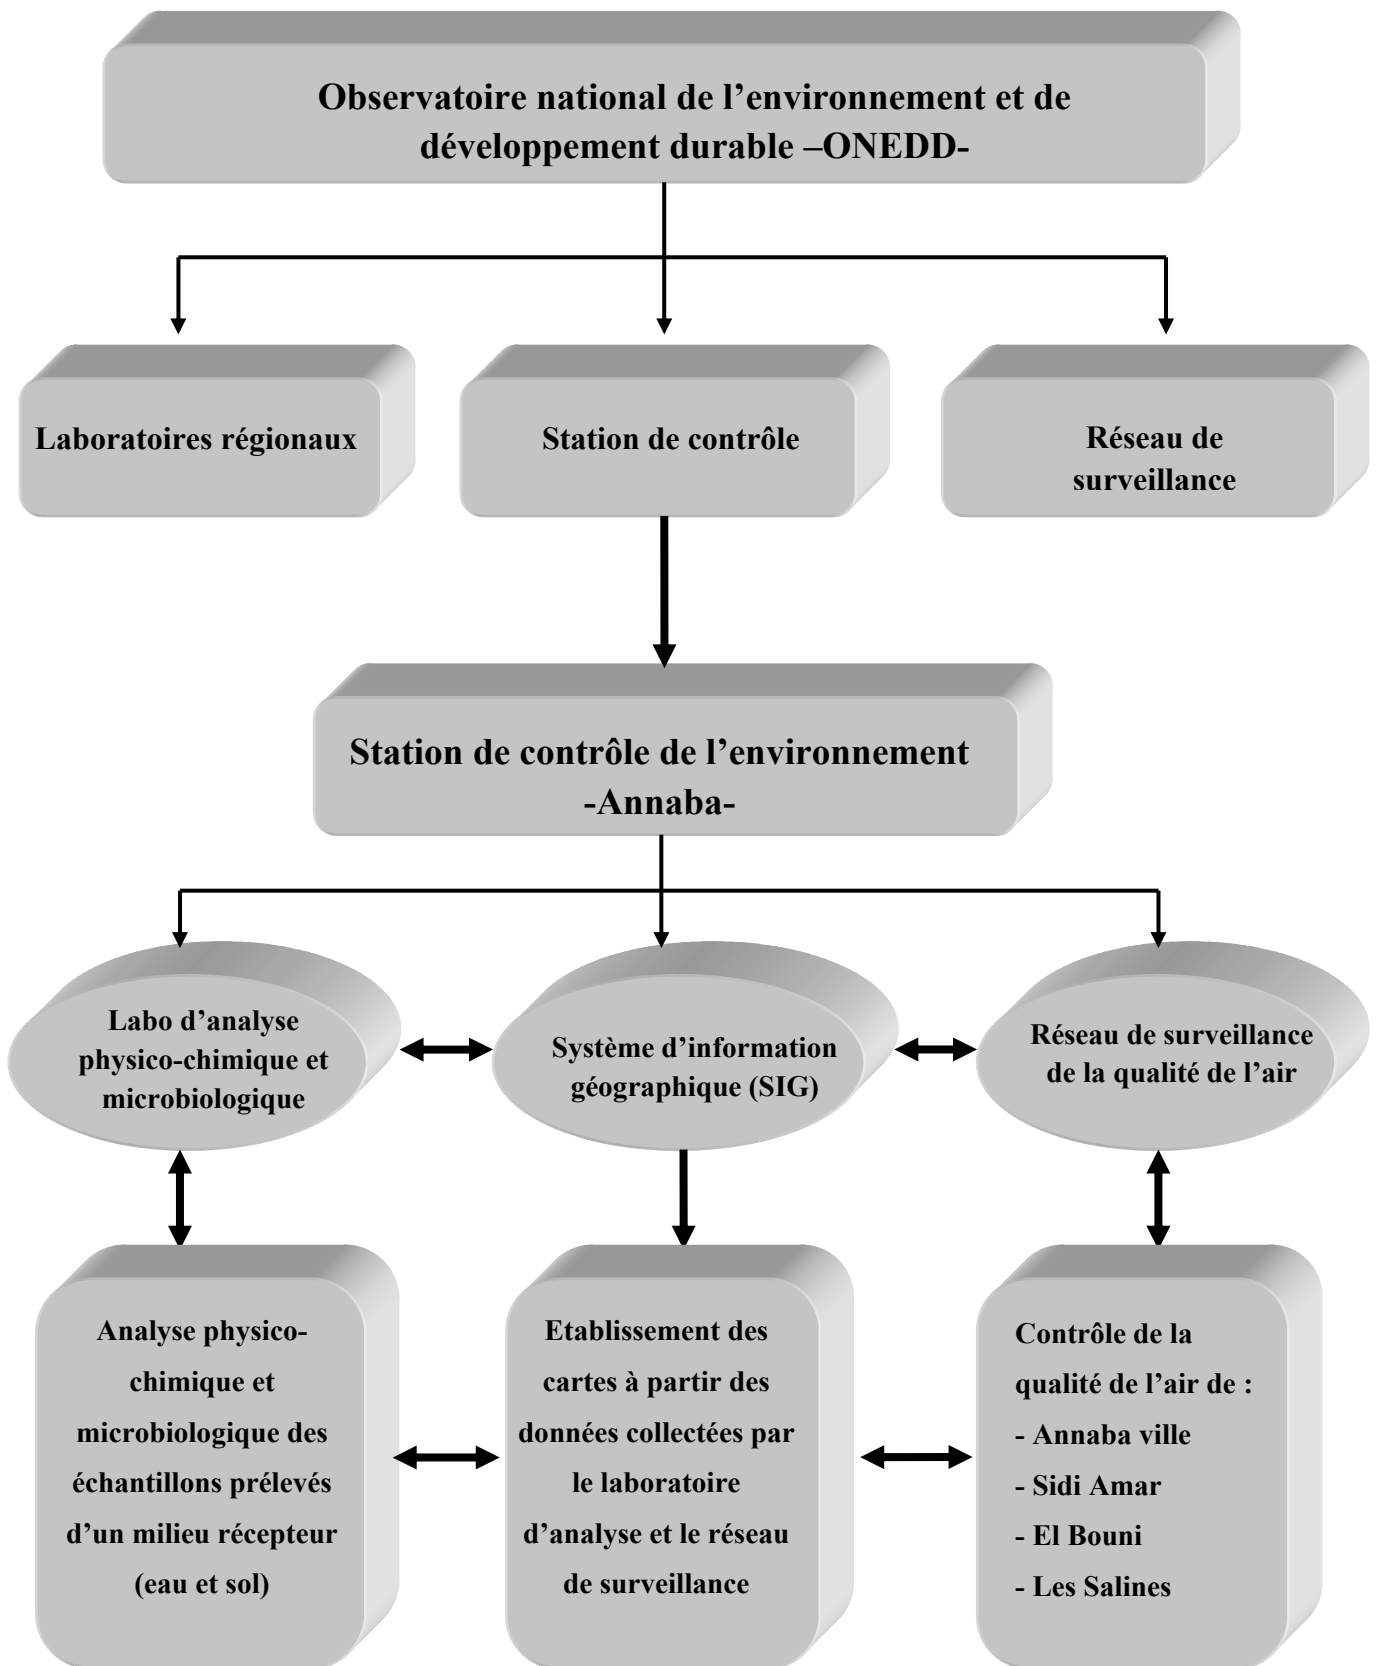 Observatoire national de l’environnement et de
développement durable –ONEDD-
Laboratoires régionaux
Station de contrôle
Réseau de
surveillance
Station de contrôle de l’environnement
-Annaba-
Labo d’analyse
physico-chimique et
microbiologique
Système d’information
géographique (SIG)
Réseau de surveillance
de la qualité de l’air
Analyse physico-
chimique et
microbiologique des
échantillons prélevés
d’un milieu récepteur
(eau et sol)
Etablissement des
cartes à partir des
données collectées par
le laboratoire
d’analyse et le réseau
de surveillance
Contrôle de la
qualité de l’air de :
- Annaba ville
- Sidi Amar
- El Bouni
- Les Salines